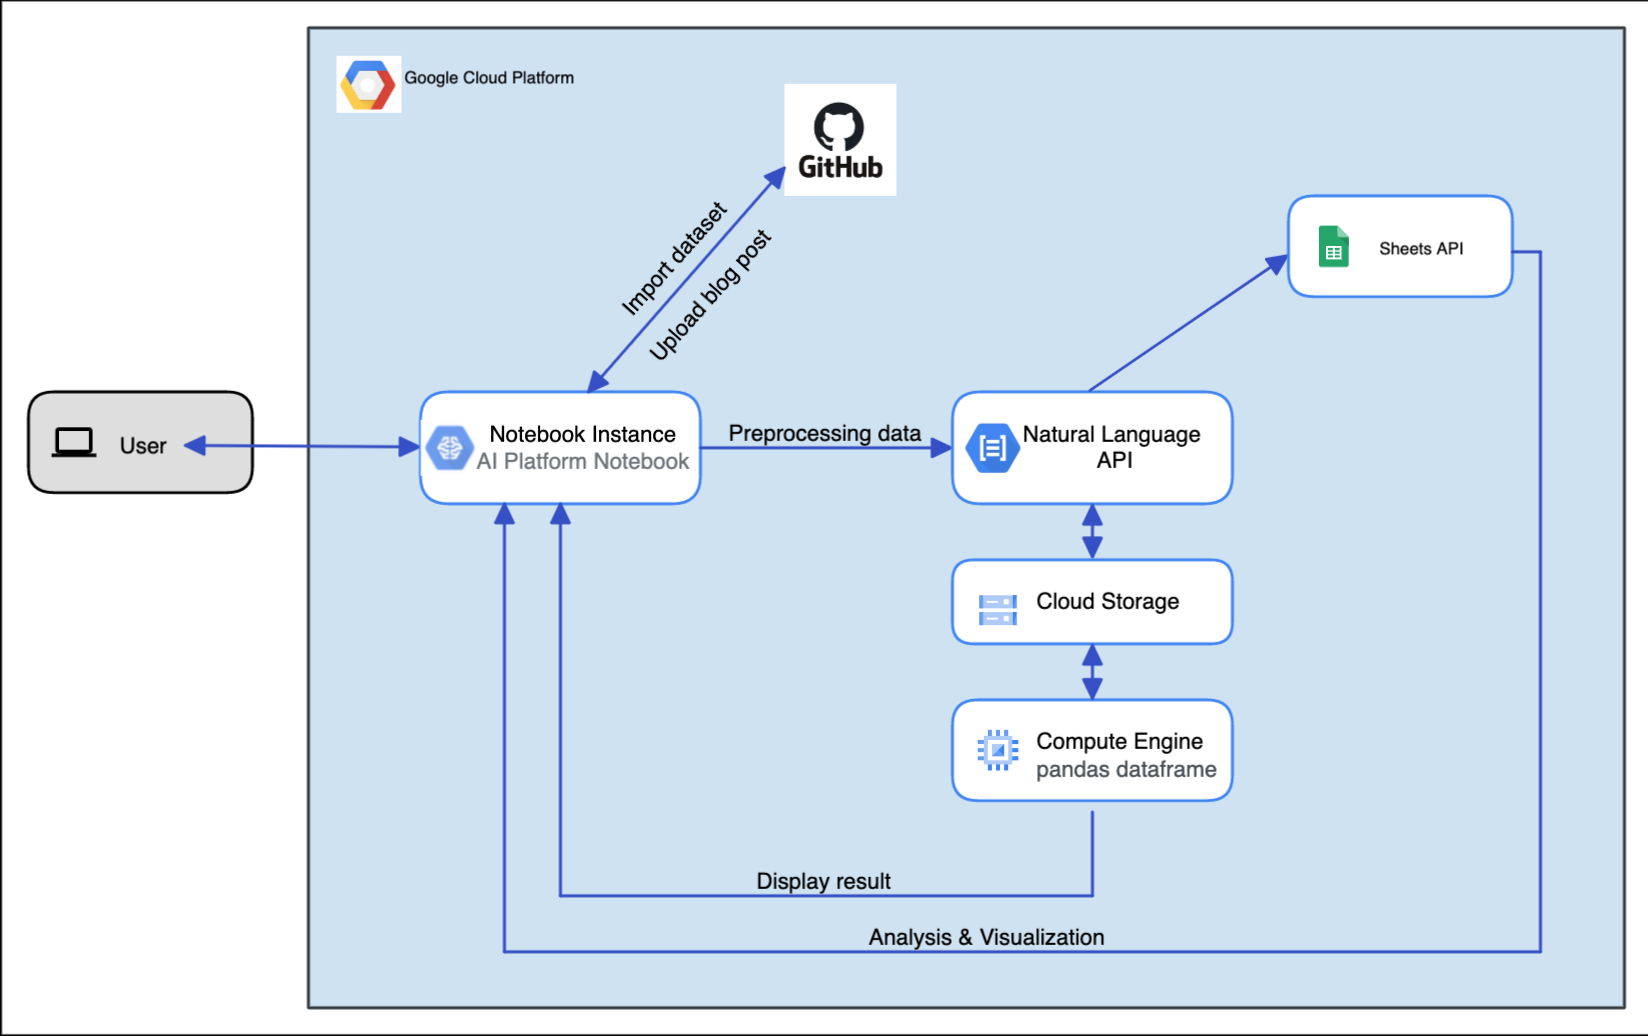 Google Cloud Platform
GitHub
Import dataset
Upload blog post
Sheets API
User
Notebook Instance
AI Platform Notebook
Preprocessing data
Natural Language
API
Cloud Storage
Compute Engine
pandas dataframe
Display result
Analysis & Visualization